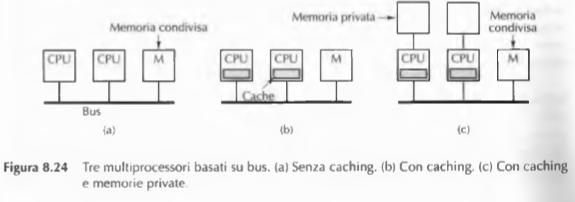 Memoria condivisa
CPU CPU M
Bus
(a)
CPU CPU M
Cache
(b)
Memoria privata
Memoria
condivisa
CPU CPU M
(c)
Figura 8.24 Tre multiprocessori basati su bus. (a) Senza caching. (b) Con caching. (c) Con caching
e memorie private.